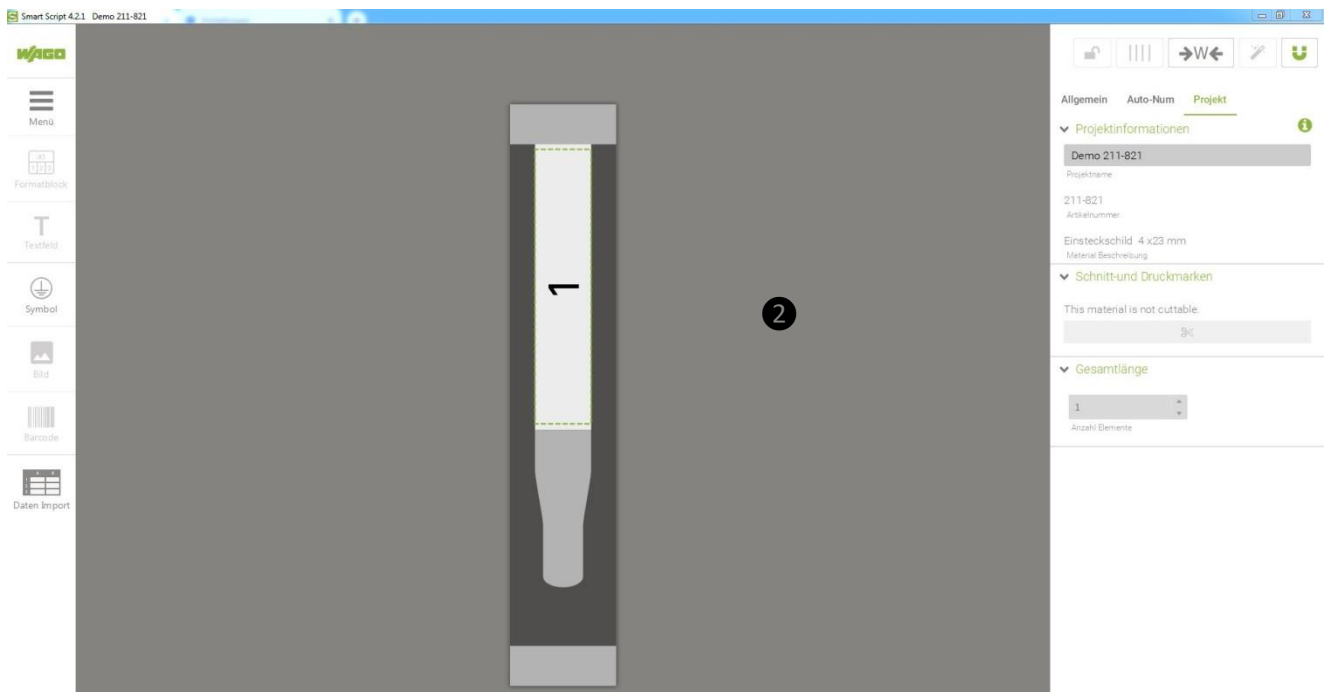 Smart Script 4.2.1 Demo 211-821
WAGO
Menü
Formatblock
Textfeld
Symbol
Bild
Barcode
Daten Import
1
2
→W←
Allgemein Auto-Num Projekt
Projektinformationen
Demo 211-821
Projektname
211-821
Artikelnummer
Einsteckschild 4 x23 mm
Material Beschreibung
Schnitt-und Druckmarken
This material is not cuttable.
Gesamtlänge
1
Anzahl Elemente